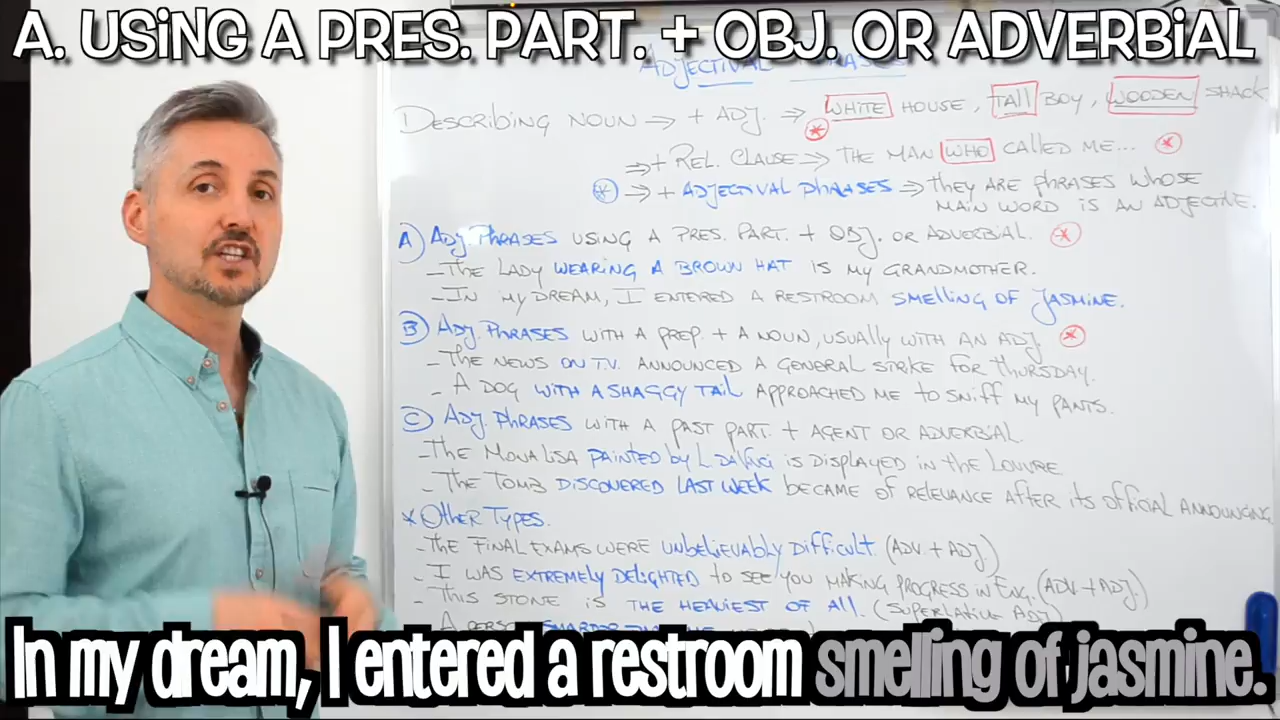 A. USING A PRES. PART. + OBJ. OR ADVERBIAL
ADJECTIVAL PHRASES
DESCRIBING NOUN ⇒ + ADJ. ⇒ WHITE HOUSE, TALL BOY, WOODEN SHACK
⇒ + REL. CLAUSE ⇒ THE MAN WHO CALLED ME...
⇒ + ADJECTIVAL PHRASES ⇒ THEY ARE PHRASES WHOSE
MAIN WORD IS AN ADJECTIVE.
A) ADJ. PHRASES USING A PRES. PART. + OBJ. OR ADVERBIAL.
- THE LADY WEARING A BROWN HAT IS MY GRANDMOTHER.
- IN MY DREAM, I ENTERED A RESTROOM SMELLING OF JASMINE.
B) ADJ. PHRASES WITH A PREP. + A NOUN, USUALLY WITH AN ADJ.
- THE NEWS ON T.V. ANNOUNCED A GENERAL STRIKE FOR THURSDAY.
- A DOG WITH A SHAGGY TAIL APPROACHED ME TO SNIFF MY PANTS.
C) ADJ. PHRASES WITH A PAST PART. + AGENT OR ADVERBIAL
- THE MONALISA PAINTED BY L. DAVINCI IS DISPLAYED IN THE LOUVRE
- THE TOMB DISCOVERED LAST WEEK BECAME OF RELEVANCE AFTER ITS OFFICIAL ANNOUNCING.
* OTHER TYPES.
- THE FINAL EXAMS WERE UNBELIEVABLY DIFFICULT. (ADV + ADJ.)
- I WAS EXTREMELY DELIGHTED TO SEE YOU MAKING PROGRESS IN ENG. (ADV + ADJ.)
- THIS STONE IS THE HEAVIEST OF ALL. (SUPERLATIVE ADJ)
- A PERSON SMARTER
In my dream, I entered a restroom smelling of jasmine.